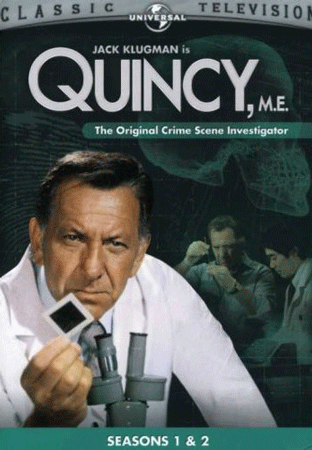 CLASSIC TELEVISION
UNIVERSAL
JACK KLUGMAN is
QUINCY, M.E.
The Original Crime Scene Investigator
SEASONS 1 & 2